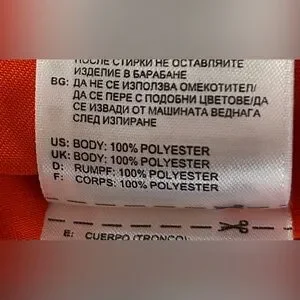 ПОСЛЕ СТИРКИ НЕ ОСТАВЛЯЙТЕ
ИЗДЕЛИЕ В БАРАБАНЕ
BG: ДА НЕ СЕ ИЗПОЛЗВА ОМЕКОТИТЕЛ/
ДА СЕ ПЕРЕ С ПОДОБНИ ЦВЕТОВЕ/ДА
СЕ ИЗВАДИ ОТ МАШИНАТА ВЕДНАГА
СЛЕД ИЗПИРАНЕ
US: BODY: 100% POLYESTER
UK: BODY: 100% POLYESTER
D: RUMPF: 100% POLYESTER
F: CORPS: 100% POLYESTER
E: CUERPO (TRONCO)